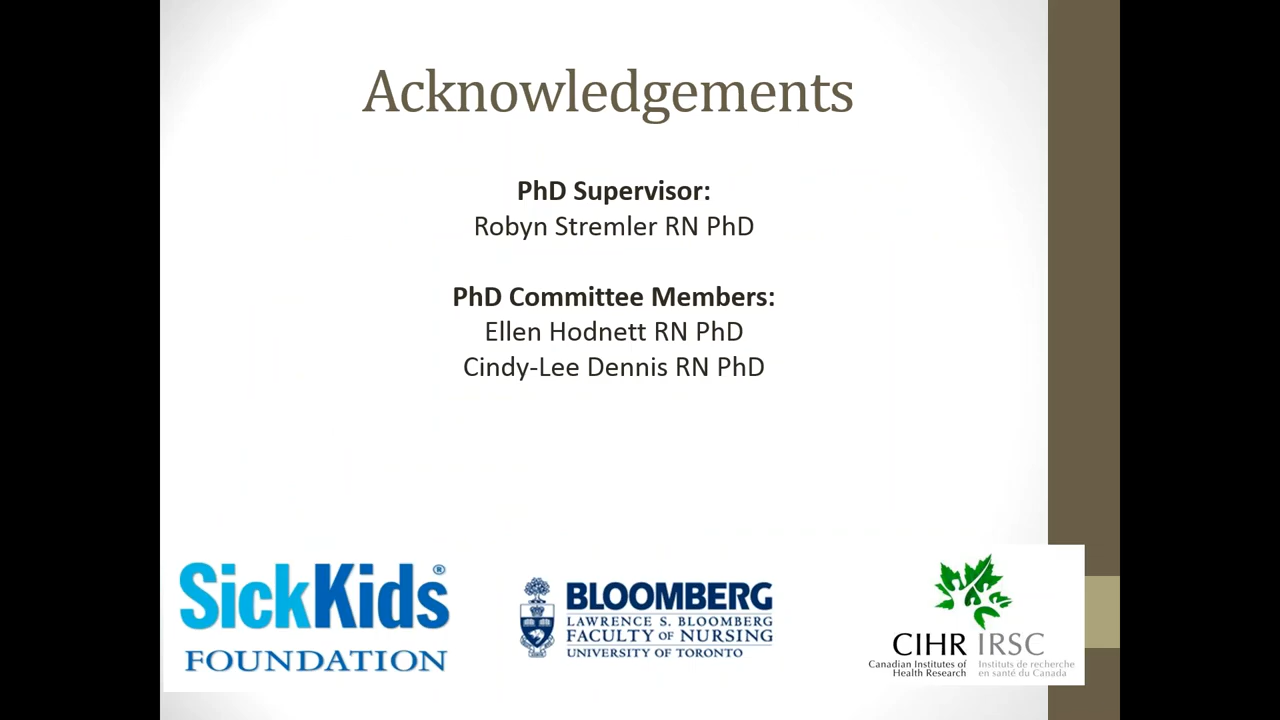 Acknowledgements
PhD Supervisor:
Robyn Stremler RN PhD
PhD Committee Members:
Ellen Hodnett RN PhD
Cindy-Lee Dennis RN PhD
SickKids®
FOUNDATION
BLOOMBERG
LAWRENCE S. BLOOMBERG
FACULTY OF NURSING
UNIVERSITY OF TORONTO
CIHR IRSC
Canadian Institutes of Instituts de recherche
Health Research en santé du Canada